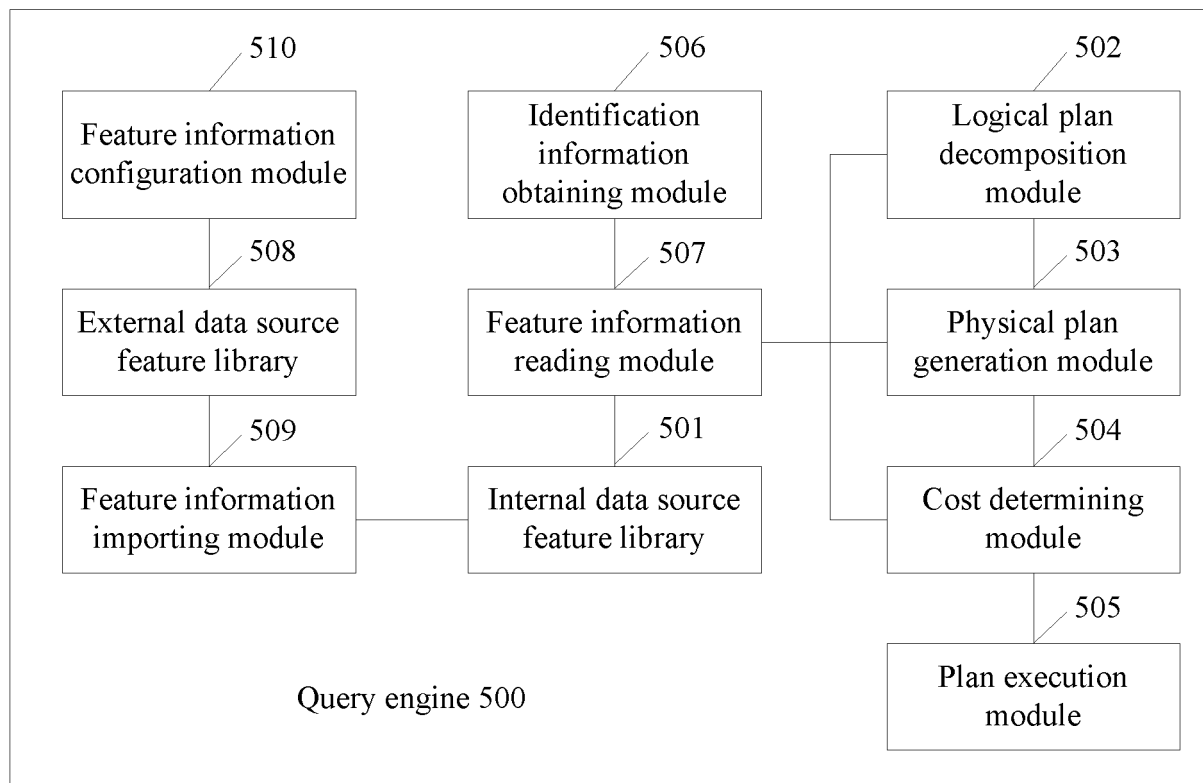 510
506
502
Feature information
configuration module
Identification
information
obtaining module
Logical plan
decomposition
module
508
507
503
External data source
feature library
Feature information
reading module
Physical plan
generation module
509
501
504
Feature information
importing module
Internal data source
feature library
Cost determining
module
505
Plan execution
module
Query engine 500